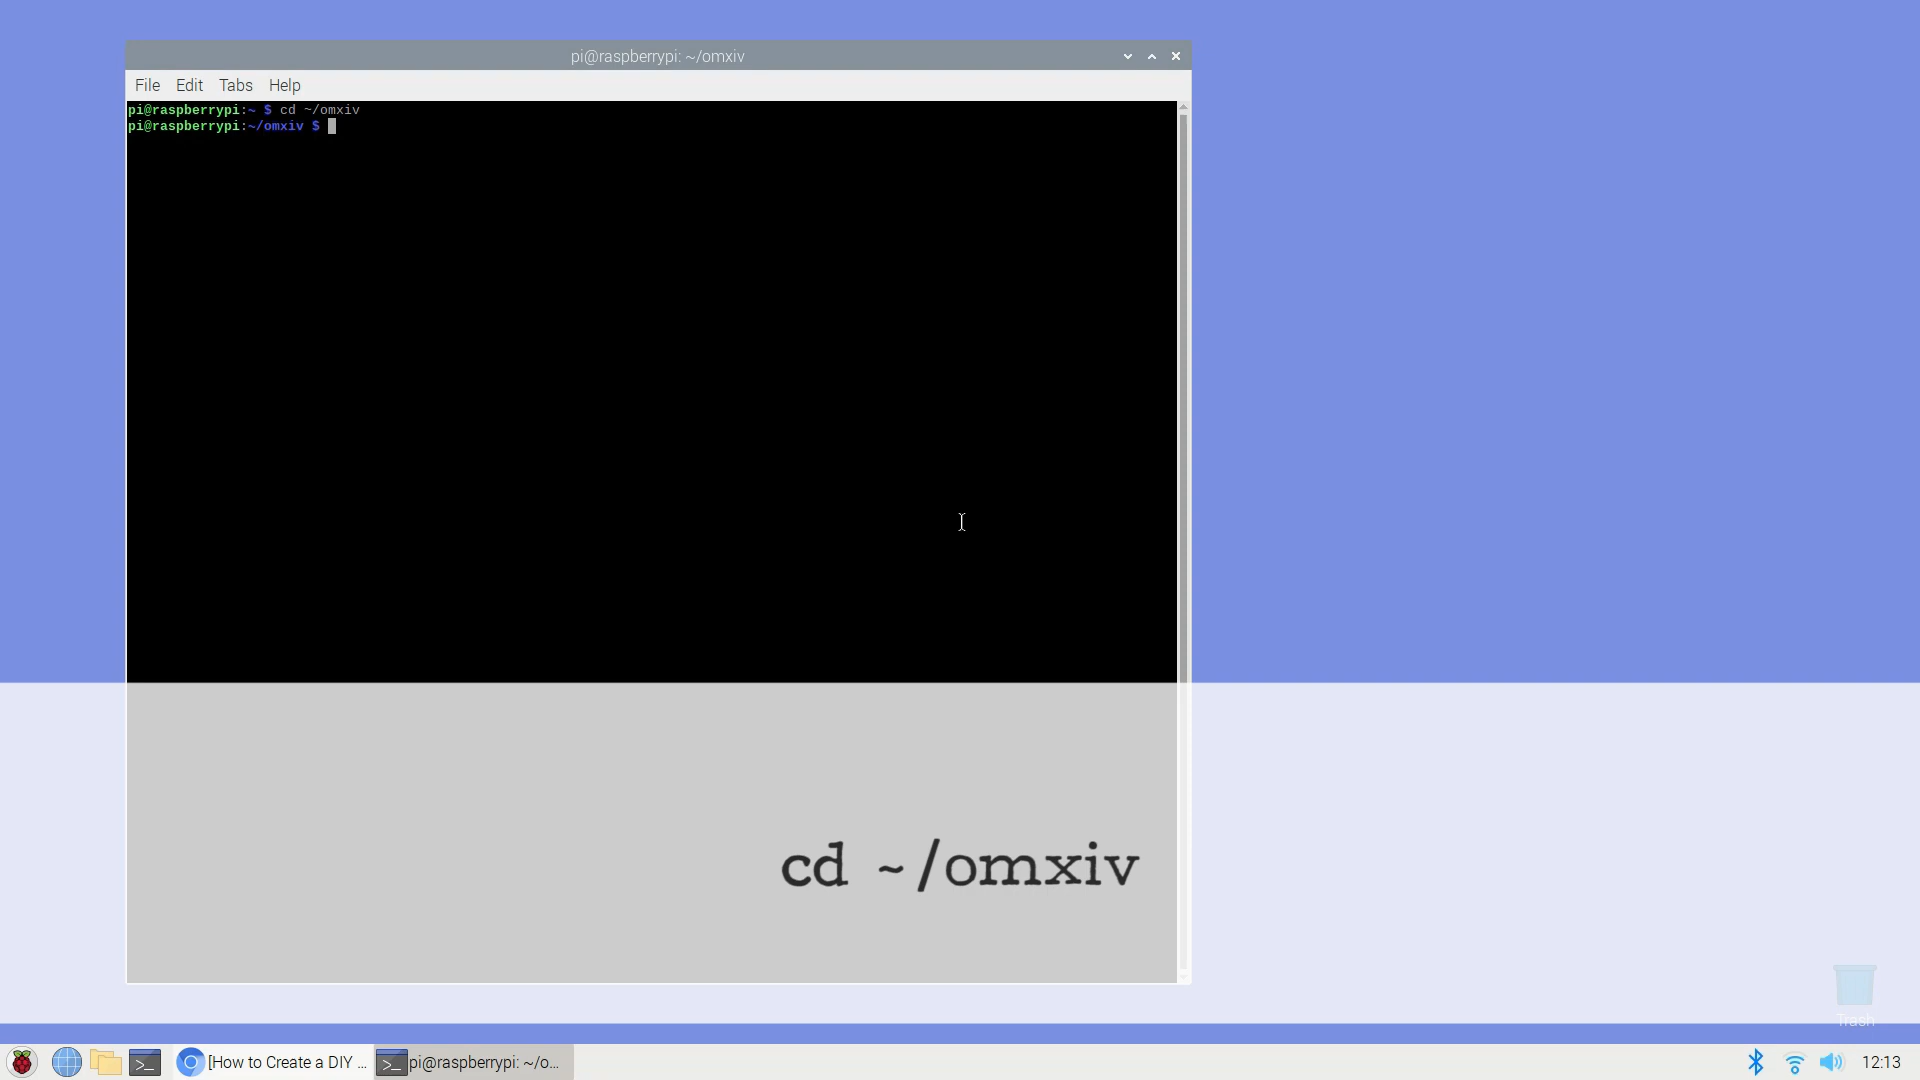 pi@raspberrypi: ~/omxiv
File Edit Tabs Help
pi@raspberrypi:~ $ cd ~/omxiv
pi@raspberrypi:~/omxiv $
cd ~/omxiv
Trash
[How to Create a DIY ...
pi@raspberrypi: ~/o...
12:13